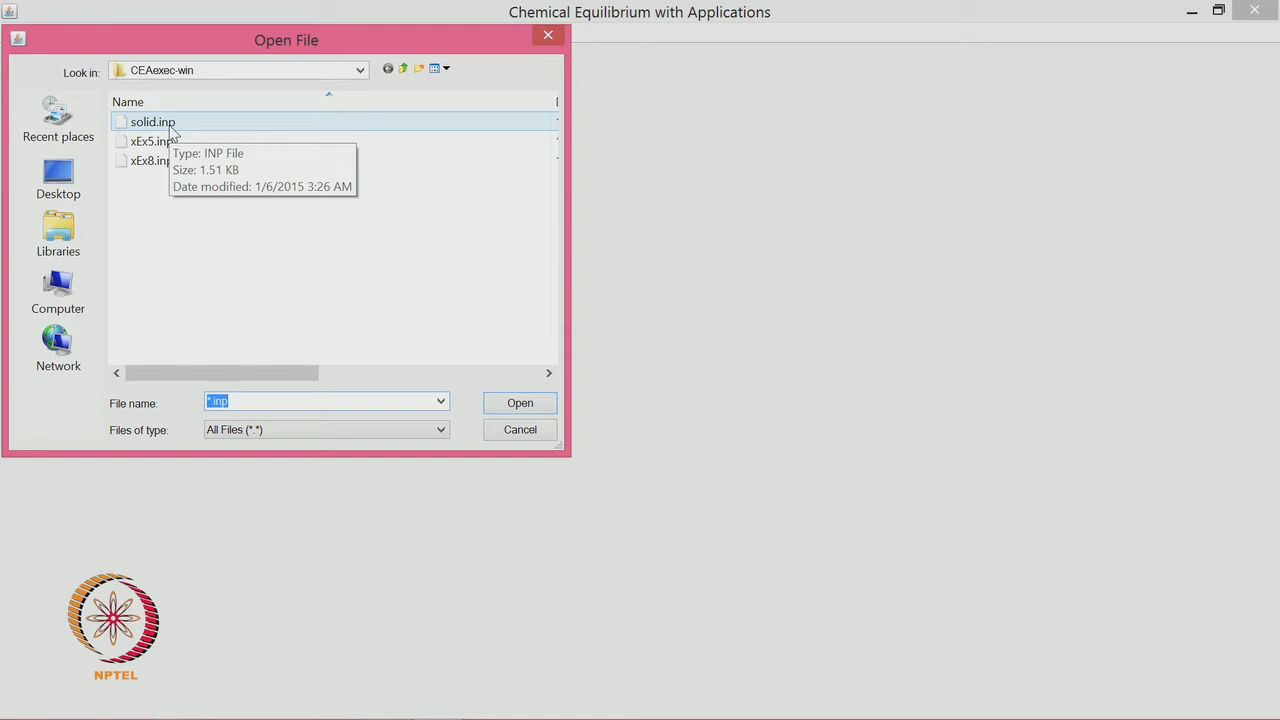 Chemical Equilibrium with Applications
Open File
Look in:
CEAexec-win
Name
solid.inp
xEx5.inp
xEx8.inp
Type: INP File
Size: 1.51 KB
Date modified: 1/6/2015 3:26 AM
Recent places
Desktop
Libraries
Computer
Network
File name:
*.inp
Open
Files of type:
All Files (*.*)
Cancel
NPTEL